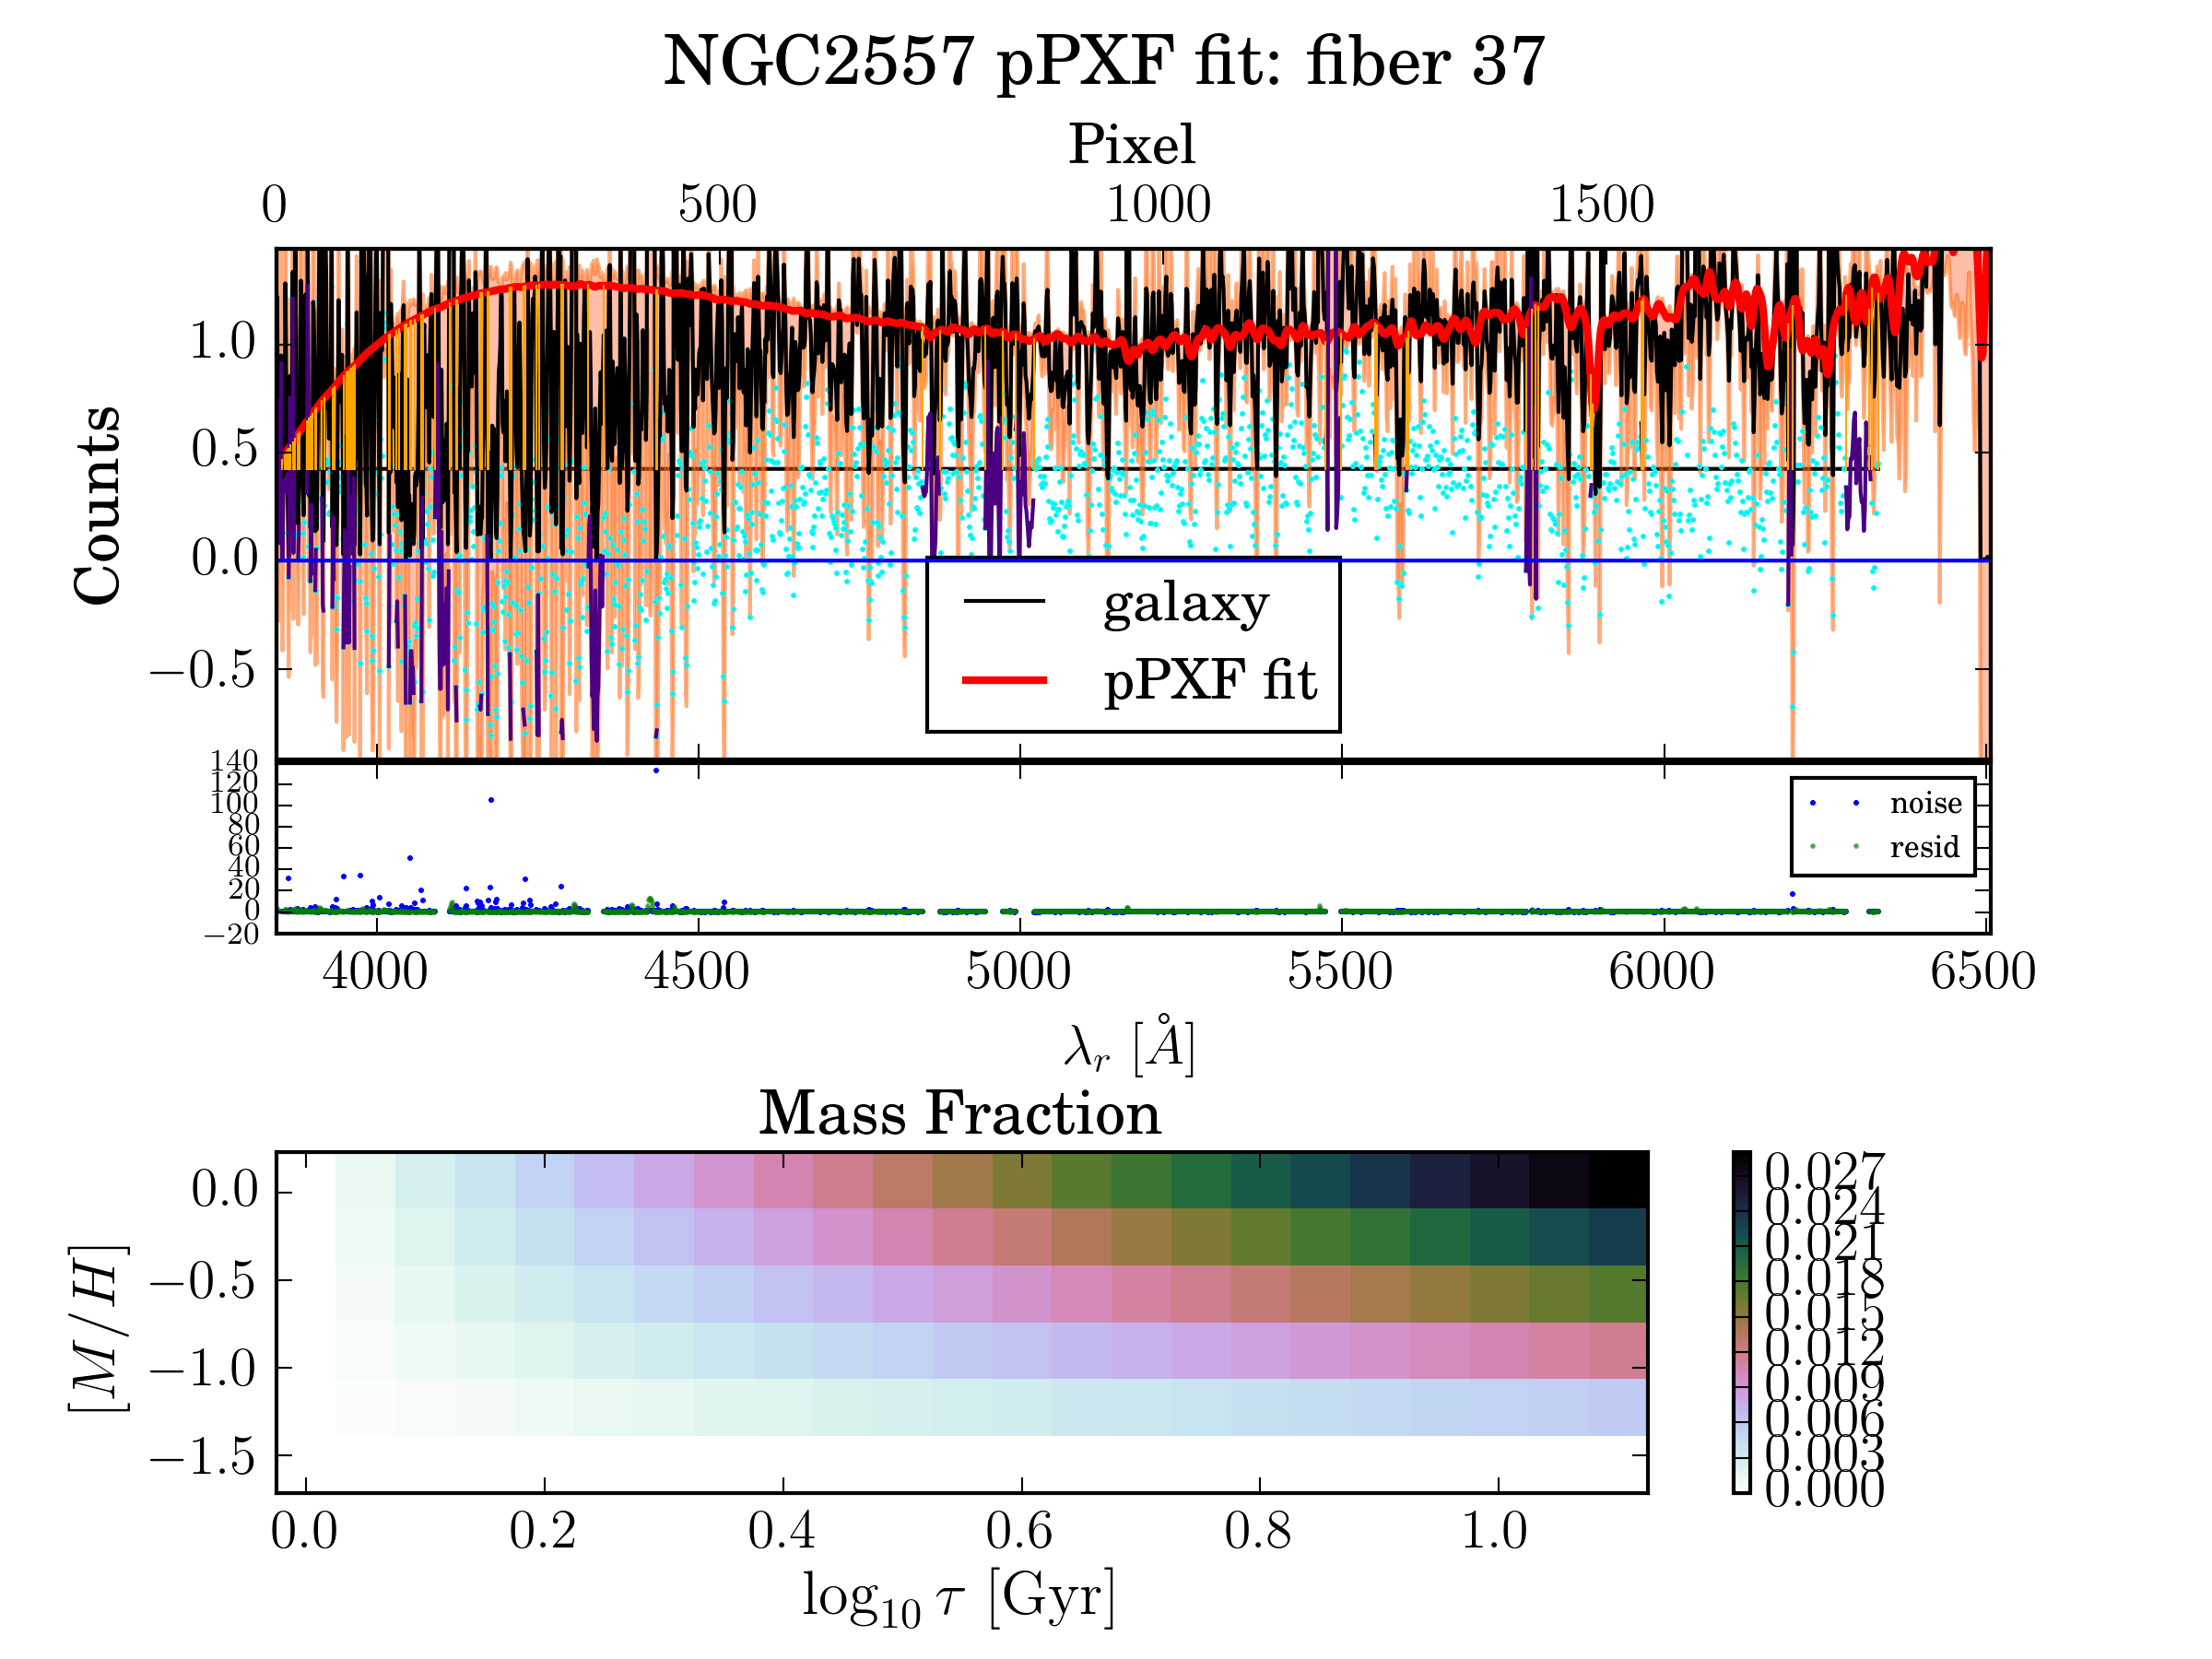 NGC2557 pPXF fit: fiber 37
Pixel
0 500 1000 1500
1.0
0.5
0.0
−0.5
Counts
galaxy
pPXF fit
140
120
100
80
60
40
20
0
−20
noise
resid
4000 4500 5000 5500 6000 6500
λr [Å]
Mass Fraction
0.0
−0.5
−1.0
−1.5
[M/H]
0.027
0.024
0.021
0.018
0.015
0.012
0.009
0.006
0.003
0.000
0.0 0.2 0.4 0.6 0.8 1.0
log10 τ [Gyr]